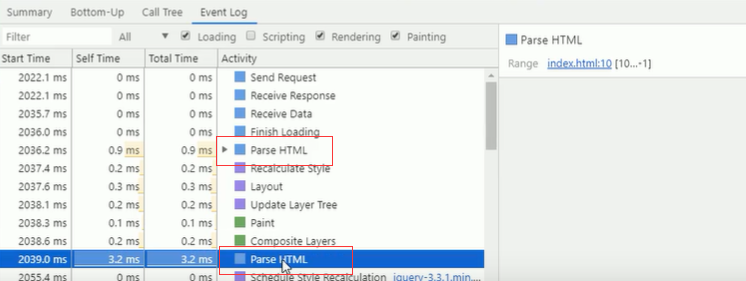 Summary Bottom-Up Call Tree Event Log
Filter All Loading Scripting Rendering Painting
Start Time Self Time Total Time Activity
2022.1 ms 0 ms 0 ms Send Request
2022.1 ms 0 ms 0 ms Receive Response
2035.7 ms 0 ms 0 ms Receive Data
2036.0 ms 0 ms 0 ms Finish Loading
2036.2 ms 0.9 ms 0.9 ms Parse HTML
2037.4 ms 0.2 ms 0.2 ms Recalculate Style
2037.6 ms 0.3 ms 0.3 ms Layout
2038.1 ms 0.2 ms 0.2 ms Update Layer Tree
2038.3 ms 0.1 ms 0.1 ms Paint
2038.6 ms 0.2 ms 0.2 ms Composite Layers
2039.0 ms 3.2 ms 3.2 ms Parse HTML
2055.4 ms 0 ms 0 ms Schedule Style Recalculation jquery-3.3.1.min....
Parse HTML
Range index.html:10 [10…-1]